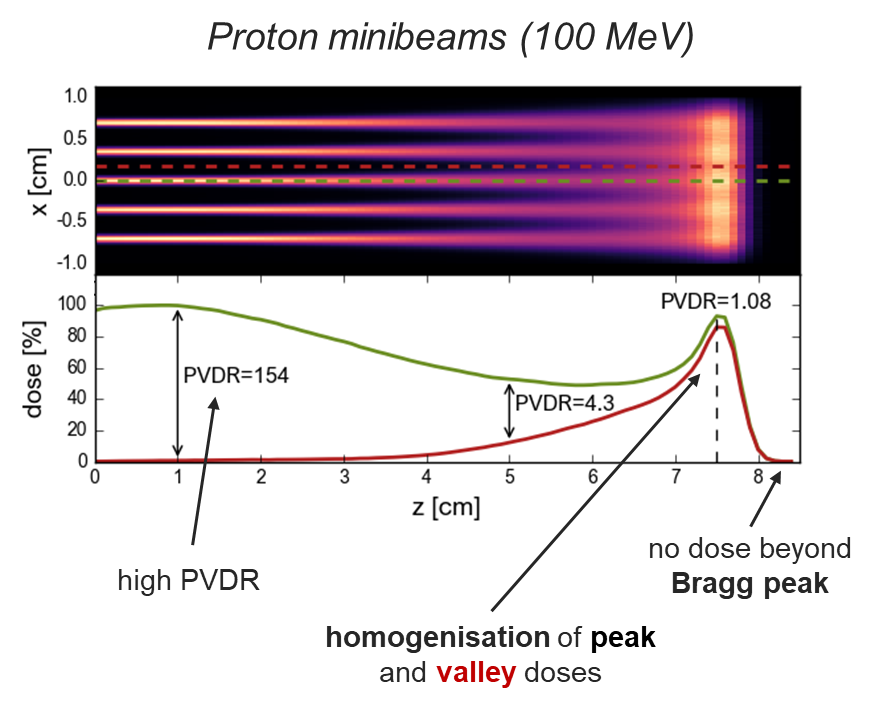 Proton minibeams (100 MeV)
1.0
0.5
0.0
-0.5
-1.0
x [cm]
100
80
60
40
20
0
dose [%]
PVDR=1.08
PVDR=154
PVDR=4.3
0 1 2 3 4 5 6 7 8
z [cm]
high PVDR
no dose beyond
Bragg peak
homogenisation of peak
and valley doses